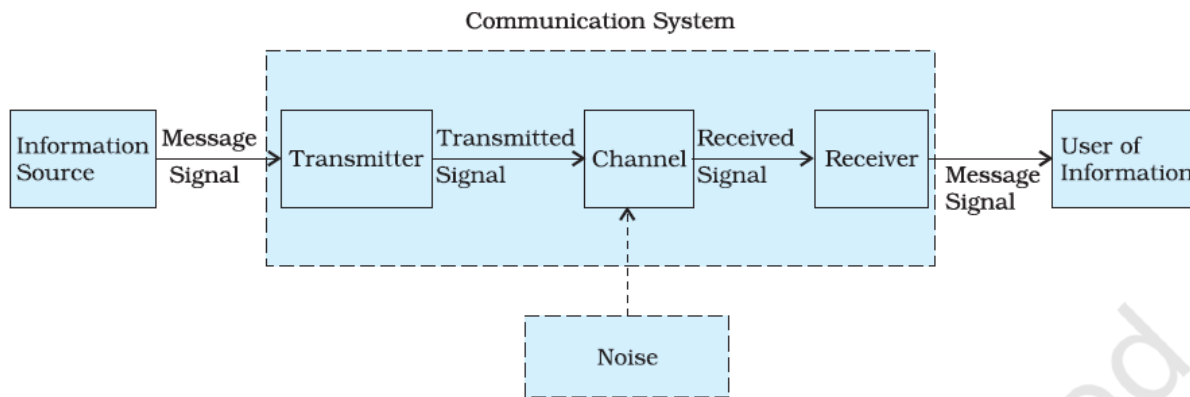 Communication System
Information
Source
Message
Signal
Transmitter
Transmitted
Signal
Channel
Received
Signal
Receiver
Message
Signal
User of
Information
Noise